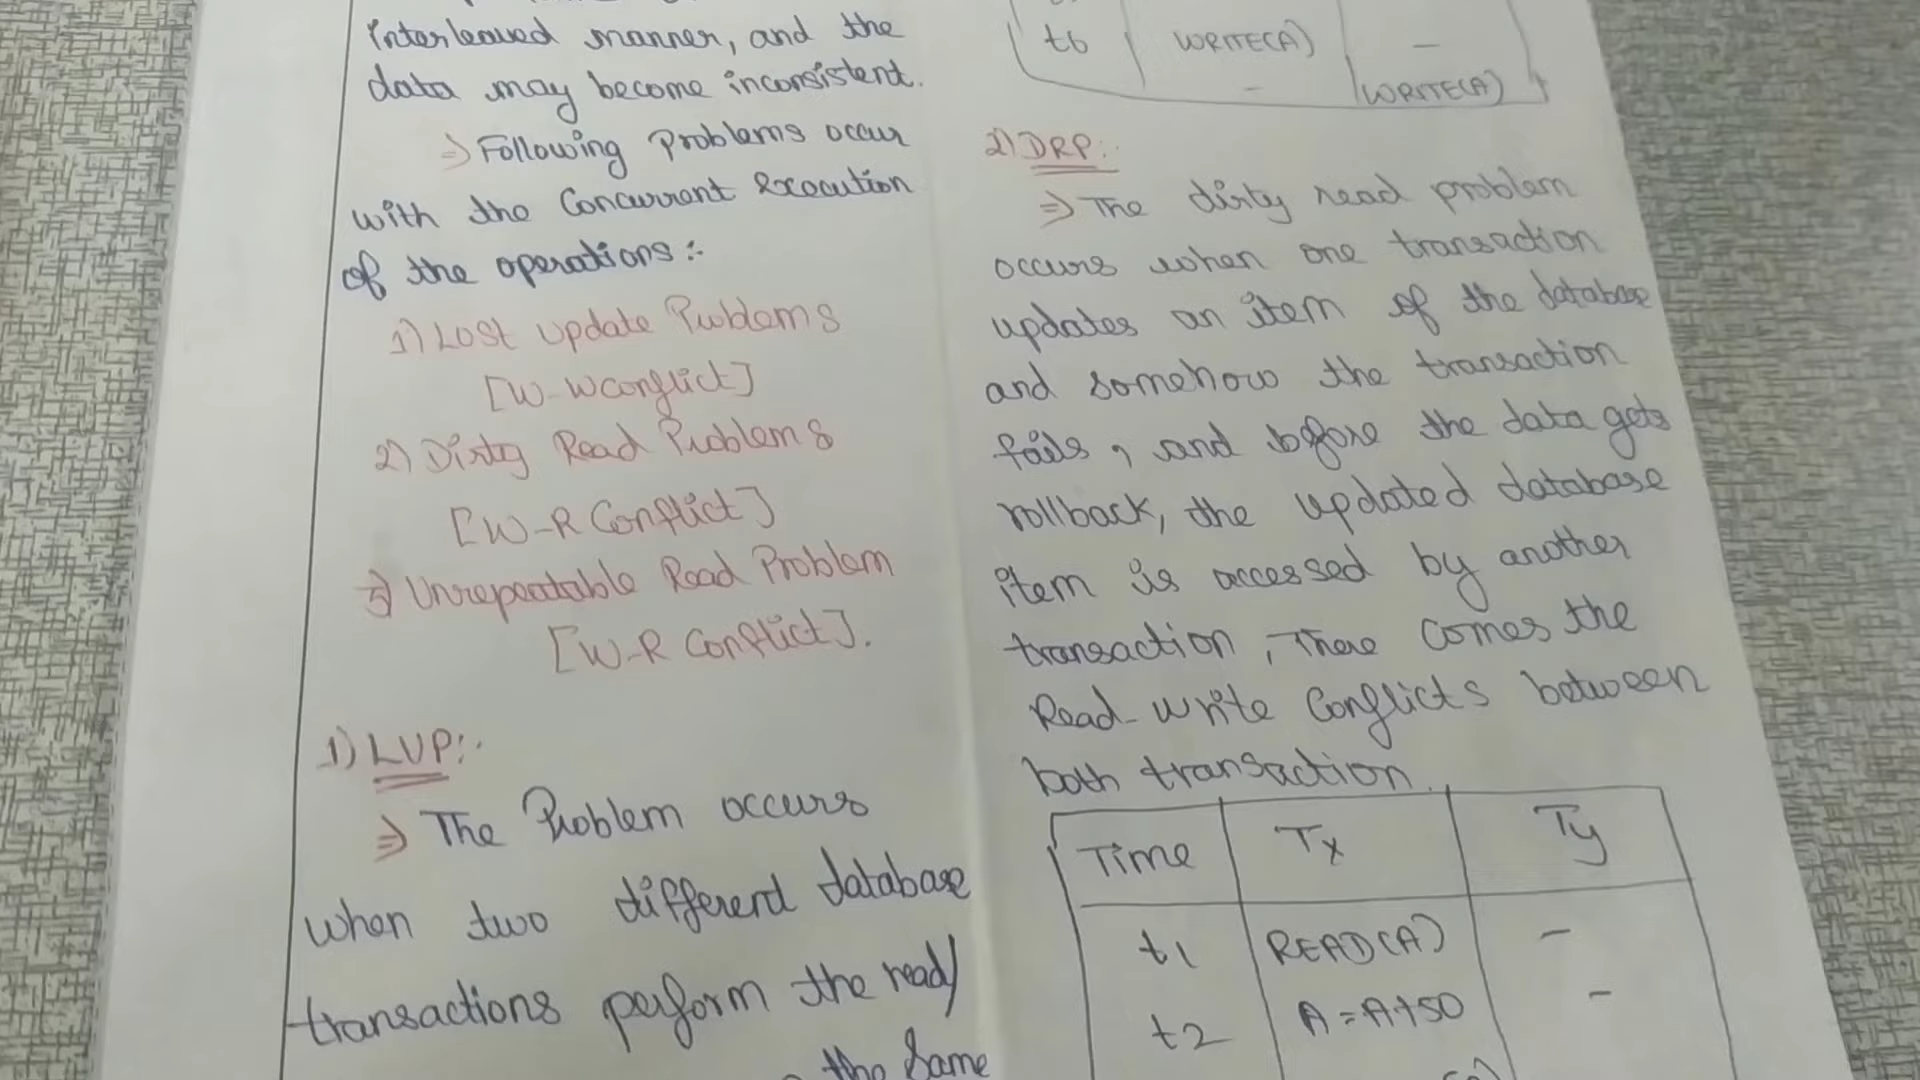 interleaved manner, and the
data may become inconsistent.
⇒ Following Problems occur
with the Concurrent Execution
of the operations :-
1) Lost update Problems
[W-W Conflict]
2) Dirty Read Problems
[W-R Conflict]
3) Unrepeatable Read Problem
[W-R Conflict].
1) LUP:-
⇒ The Problem occurs
when two different database
transactions perform the read/
the same
t6 WRITE(A) -
- WRITE(A)
2) DRP:-
⇒ The dirty read problem
occurs when one transaction
updates an item of the database
and somehow the transaction
fails, and before the data gets
rollback, the updated database
item is accessed by another
transaction, There comes the
Read-Write Conflicts between
both transaction.
Time Tx Ty
t1 READ(A) -
t2 A=A+50 -